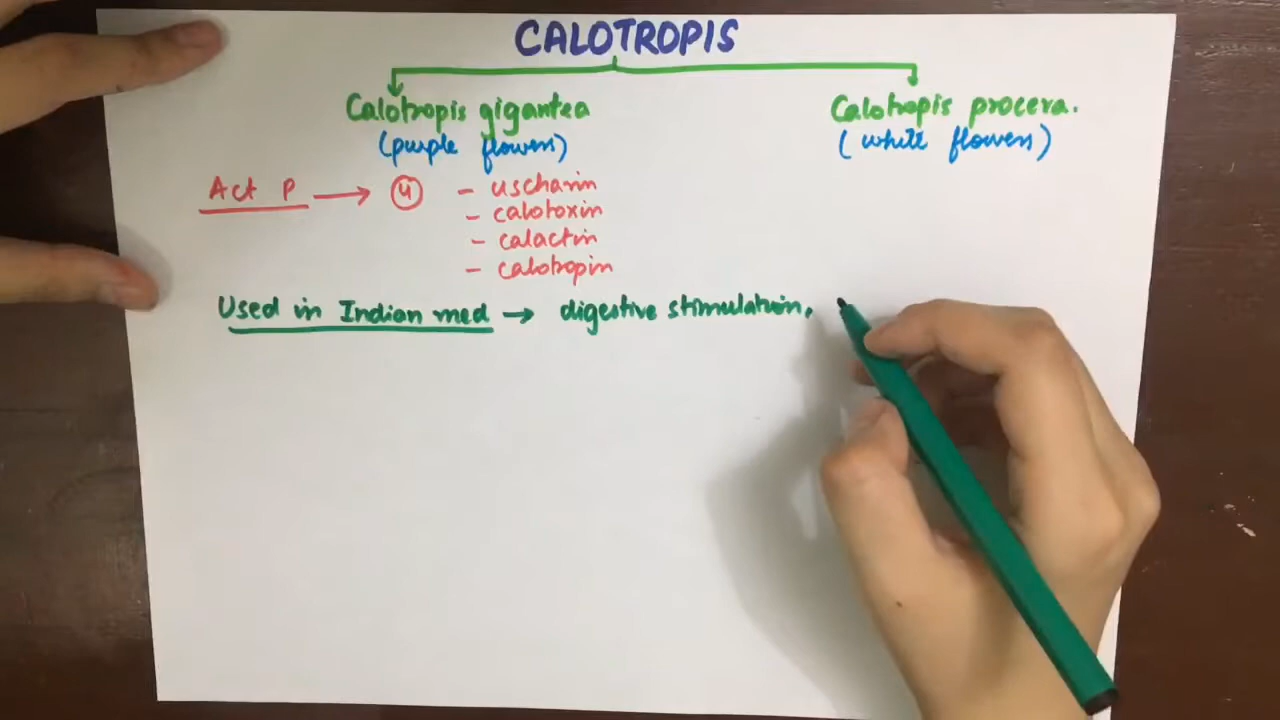 CALOTROPIS
Calotropis gigantea
(purple flowers)
Calotropis procera.
(white flowers)
Act P → 4
- uscharin
- calotoxin
- calactin
- calotropin
Used in Indian med → digestive stimulation,